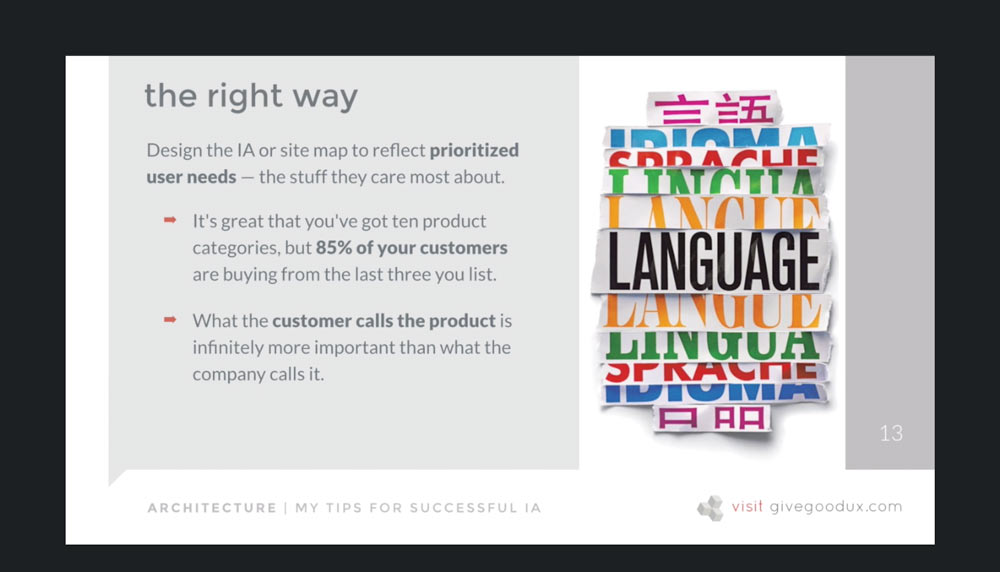 the right way
Design the IA or site map to reflect prioritized
user needs — the stuff they care most about.
➡ It's great that you've got ten product
categories, but 85% of your customers
are buying from the last three you list.
➡ What the customer calls the product is
infinitely more important than what the
company calls it.
言語
IDIOMA
SPRACHE
LINGUA
LANGUE
LANGUAGE
LANGUE
LINGUA
SPRACHE
IDIOMA
13
ARCHITECTURE | MY TIPS FOR SUCCESSFUL IA
visit givegoodux.com